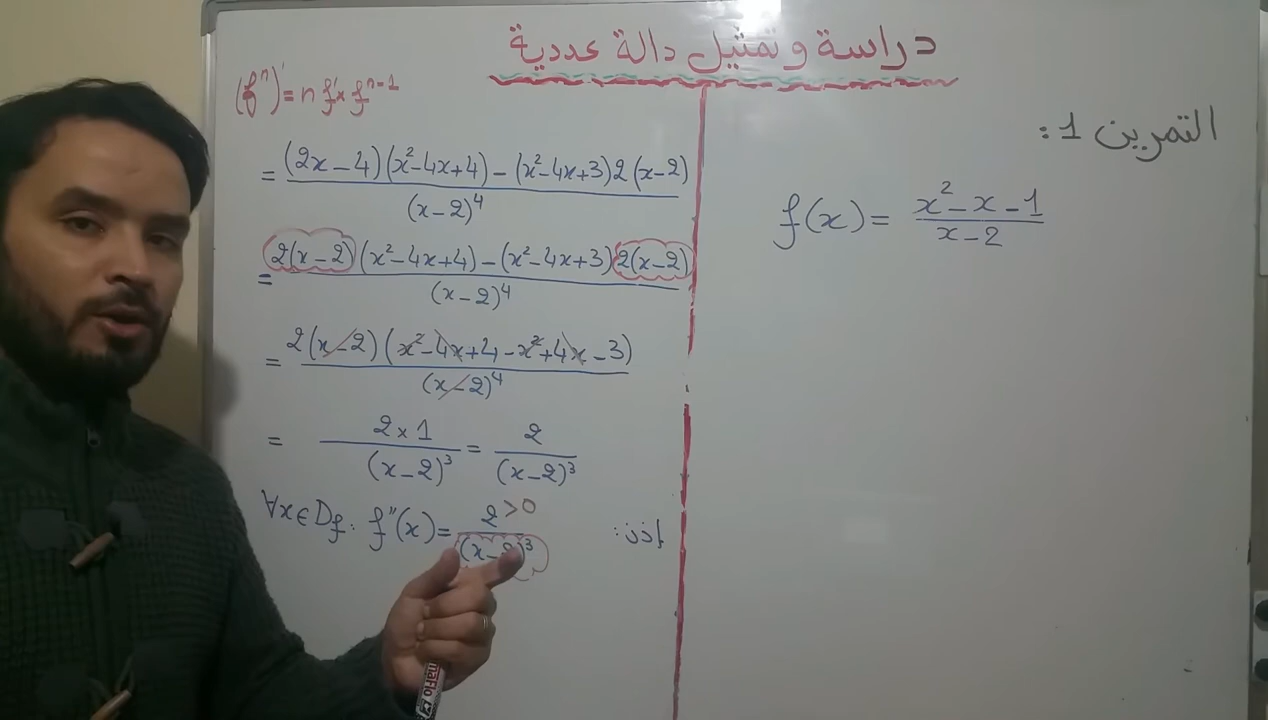 دراسة و تمثيل دالة عددية
التمرين 1:
f(x) = (x² - x - 1)/(x - 2)
(fⁿ)' = n f' × fⁿ⁻¹
= ((2x - 4)(x² - 4x + 4) - (x² - 4x + 3)2(x - 2))/(x - 2)⁴
= (2(x - 2)(x² - 4x + 4) - (x² - 4x + 3)2(x - 2))/(x - 2)⁴
= (2(x - 2)(x² - 4x + 4 - x² + 4x - 3))/(x - 2)⁴
= (2 × 1)/(x - 2)³ = 2/(x - 2)³
إذن: ∀x ∈ Df . f''(x) = 2 > 0/(x - 2)³